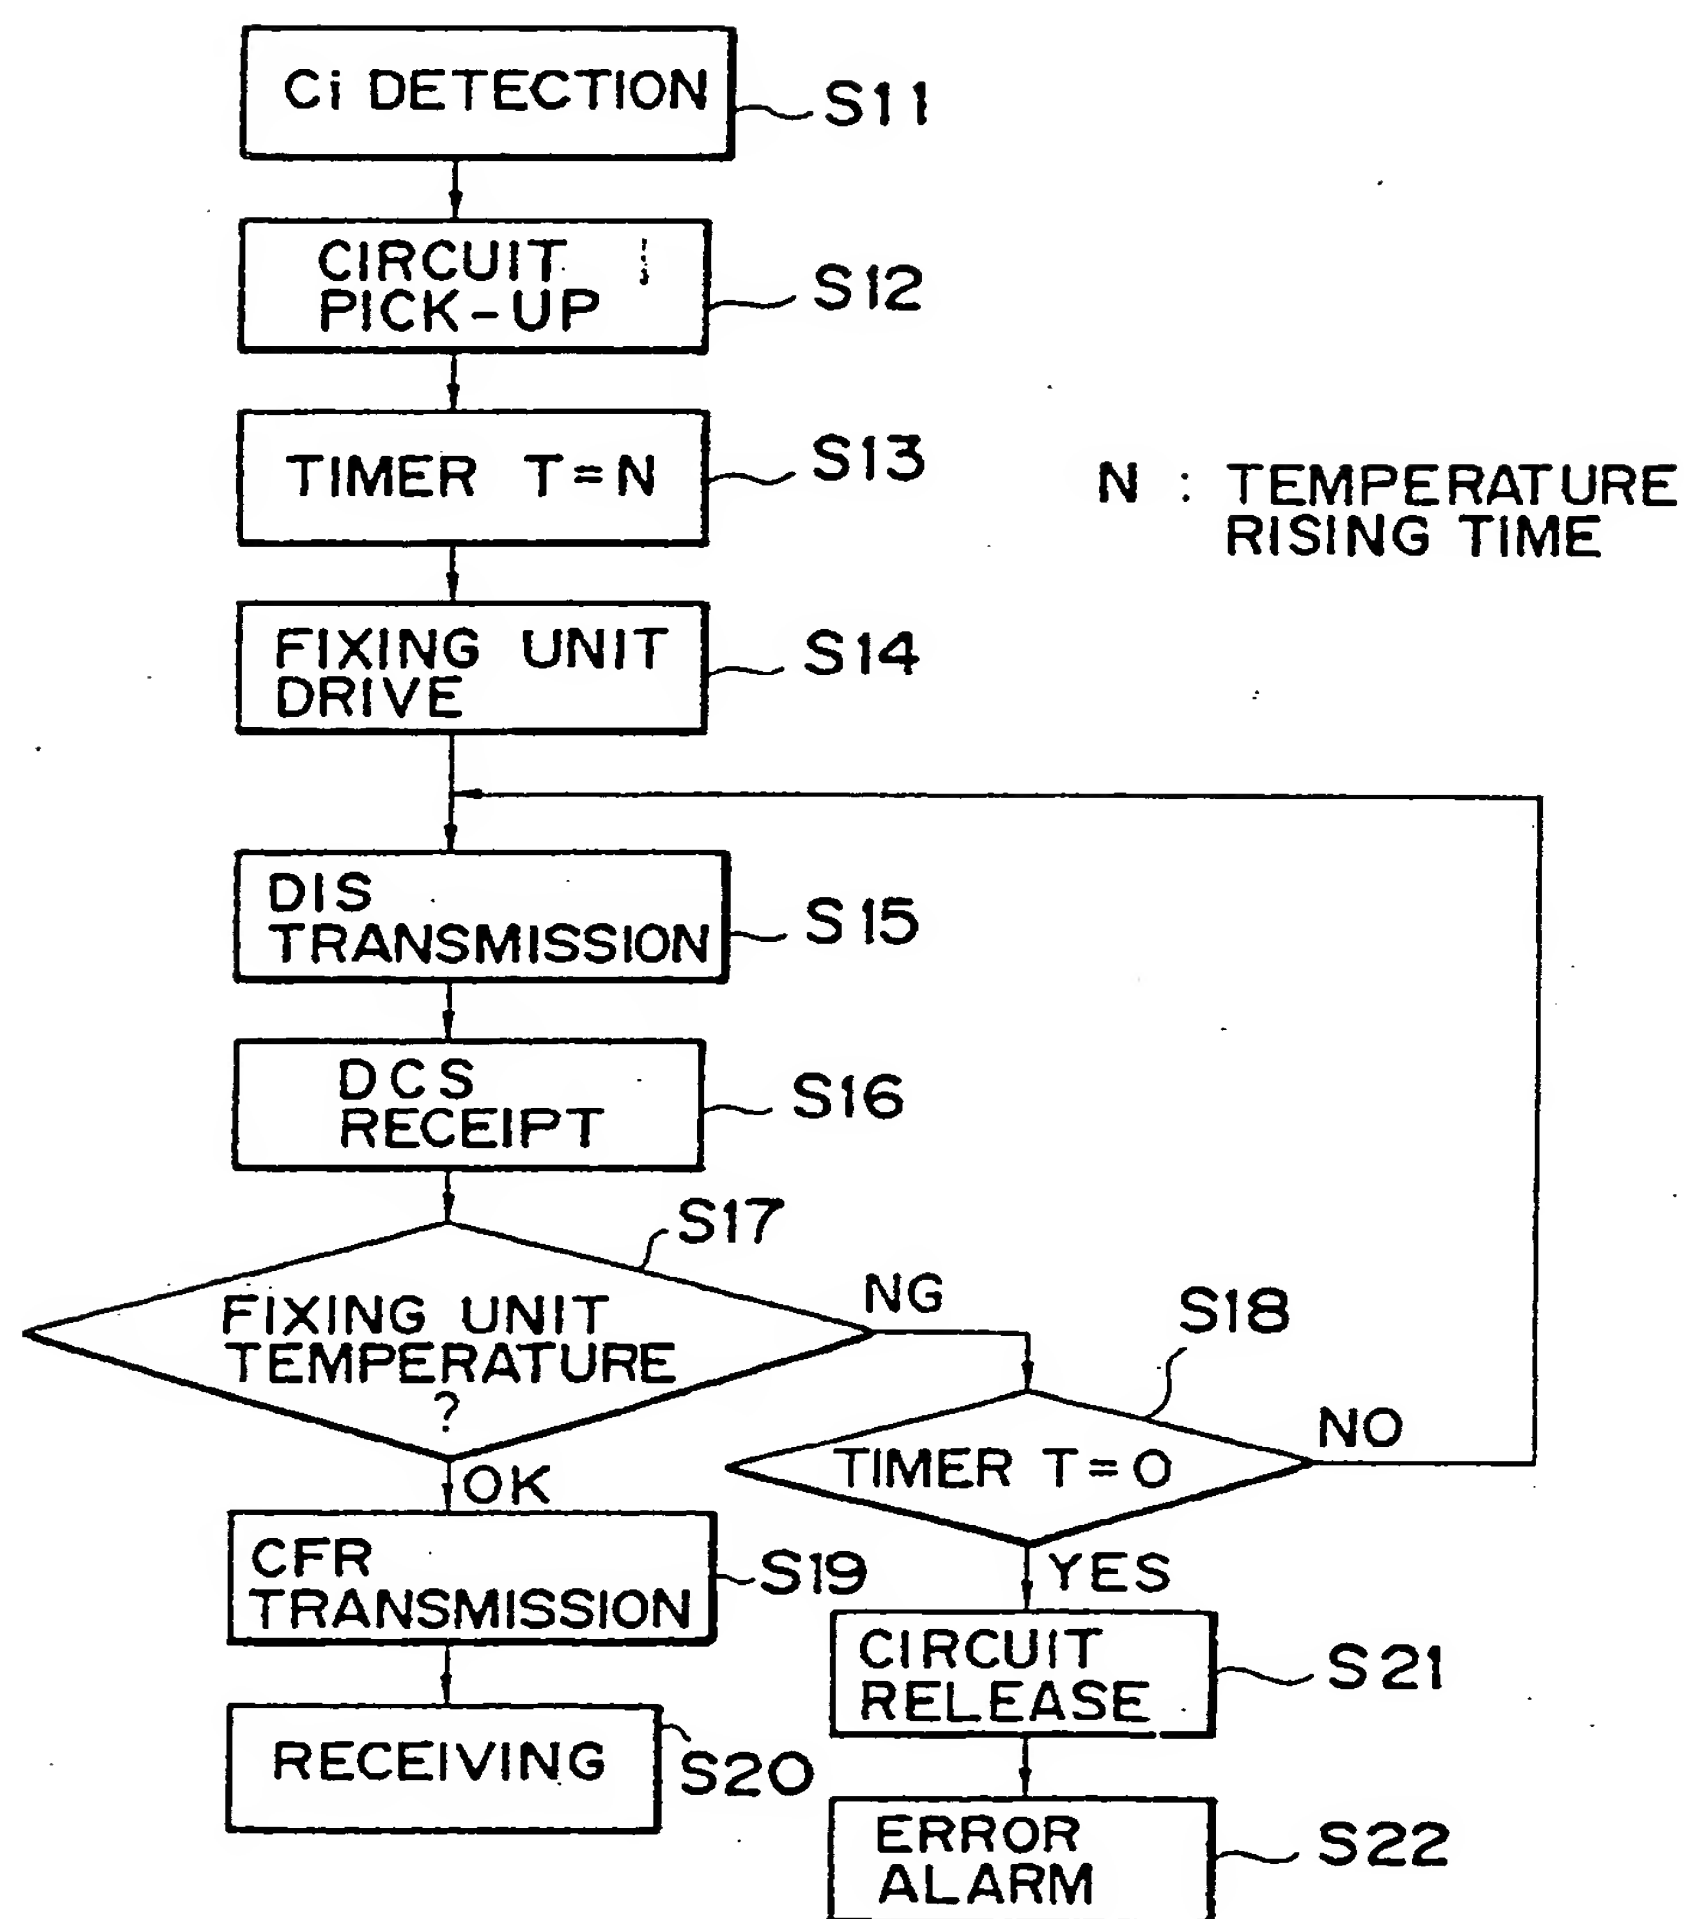 Ci DETECTION
S11
CIRCUIT
PICK-UP
S12
TIMER T=N
S13
N : TEMPERATURE
RISING TIME
FIXING UNIT
DRIVE
S14
DIS
TRANSMISSION
S15
DCS
RECEIPT
S16
S17
FIXING UNIT
TEMPERATURE
?
NG
S18
TIMER T=0
NO
OK
YES
CFR
TRANSMISSION
S19
CIRCUIT
RELEASE
S21
RECEIVING
S20
ERROR
ALARM
S22